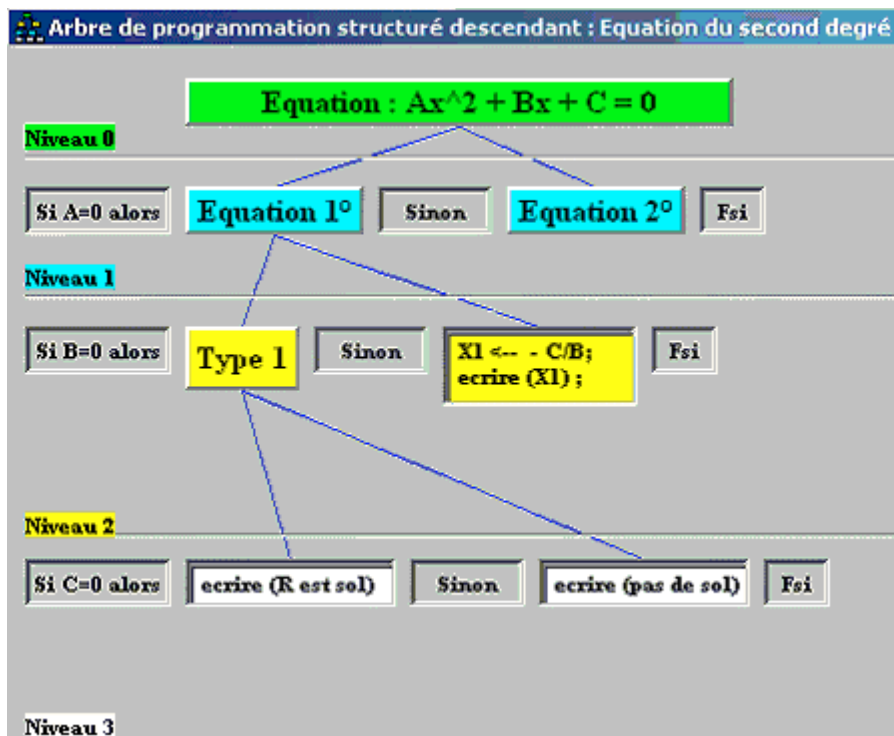 Arbre de programmation structuré descendant : Equation du second degré
Equation : Ax^2 + Bx + C = 0
Niveau 0
Si A=0 alors Equation 1° Sinon Equation 2° Fsi
Niveau 1
Si B=0 alors Type 1 Sinon X1 <-- - C/B; Fsi
ecrire (X1) ;
Niveau 2
Si C=0 alors ecrire (R est sol) Sinon ecrire (pas de sol) Fsi
Niveau 3